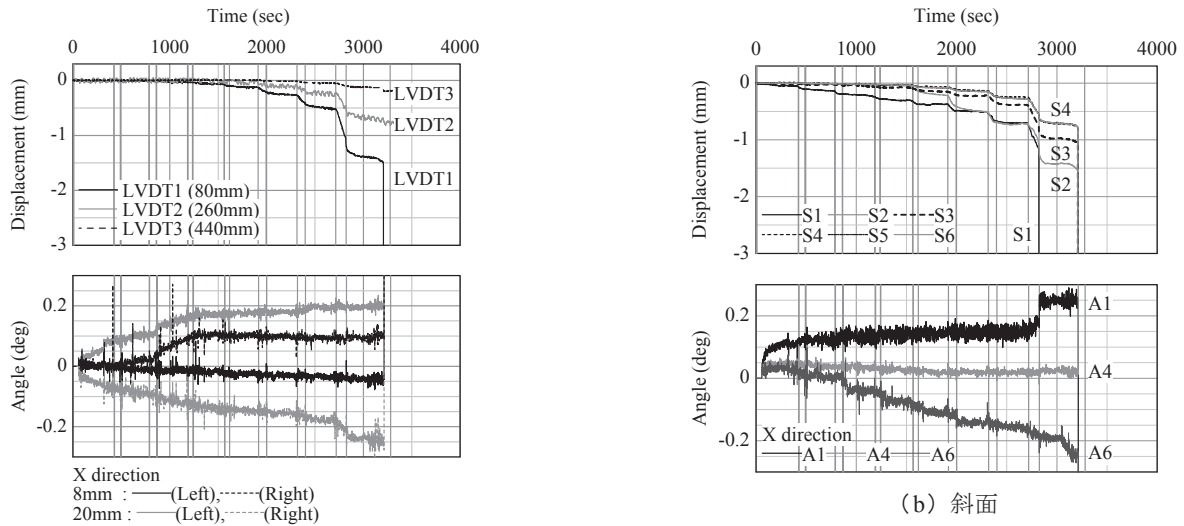 Time (sec)
0 1000 2000 3000 4000
Displacement (mm)
0
-1
-2
-3
LVDT3
LVDT2
LVDT1
LVDT1 (80mm)
LVDT2 (260mm)
LVDT3 (440mm)
Angle (deg)
0.2
0
-0.2
X direction
8mm : (Left), (Right)
20mm : (Left), (Right)
Time (sec)
0 1000 2000 3000 4000
Displacement (mm)
0
-1
-2
-3
S4
S3
S2
S1
S1 S2 S3
S4 S5 S6
Angle (deg)
0.2
0
-0.2
A1
A4
A6
X direction
A1 A4 A6
(b) 斜面